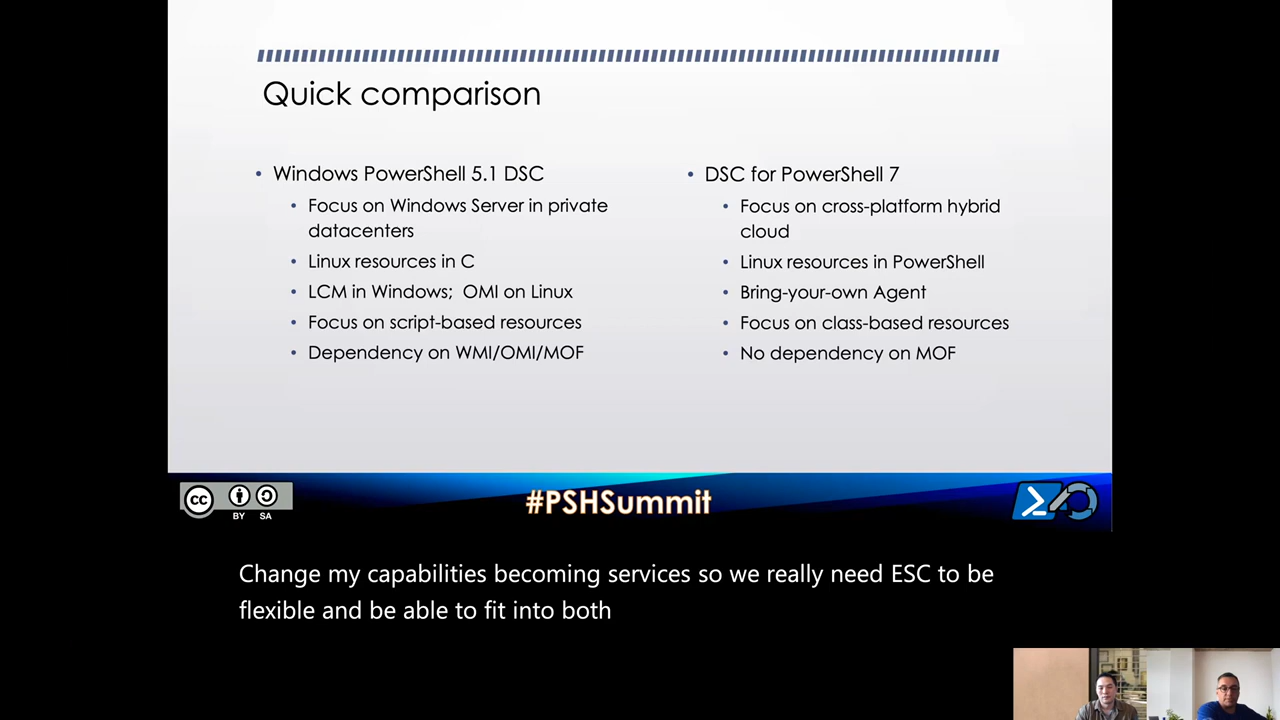 Quick comparison
• Windows PowerShell 5.1 DSC
• Focus on Windows Server in private
datacenters
• Linux resources in C
• LCM in Windows;  OMI on Linux
• Focus on script-based resources
• Dependency on WMI/OMI/MOF
• DSC for PowerShell 7
• Focus on cross-platform hybrid
cloud
• Linux resources in PowerShell
• Bring-your-own Agent
• Focus on class-based resources
• No dependency on MOF
cc
BY SA
#PSHSummit
Change my capabilities becoming services so we really need ESC to be
flexible and be able to fit into both